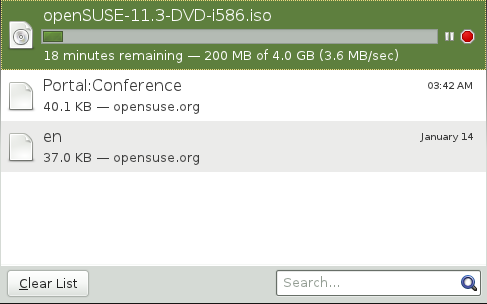 openSUSE-11.3-DVD-i586.iso
18 minutes remaining — 200 MB of 4.0 GB (3.6 MB/sec)
Portal:Conference 03:42 AM
40.1 KB — opensuse.org
en January 14
37.0 KB — opensuse.org
Clear List Search...